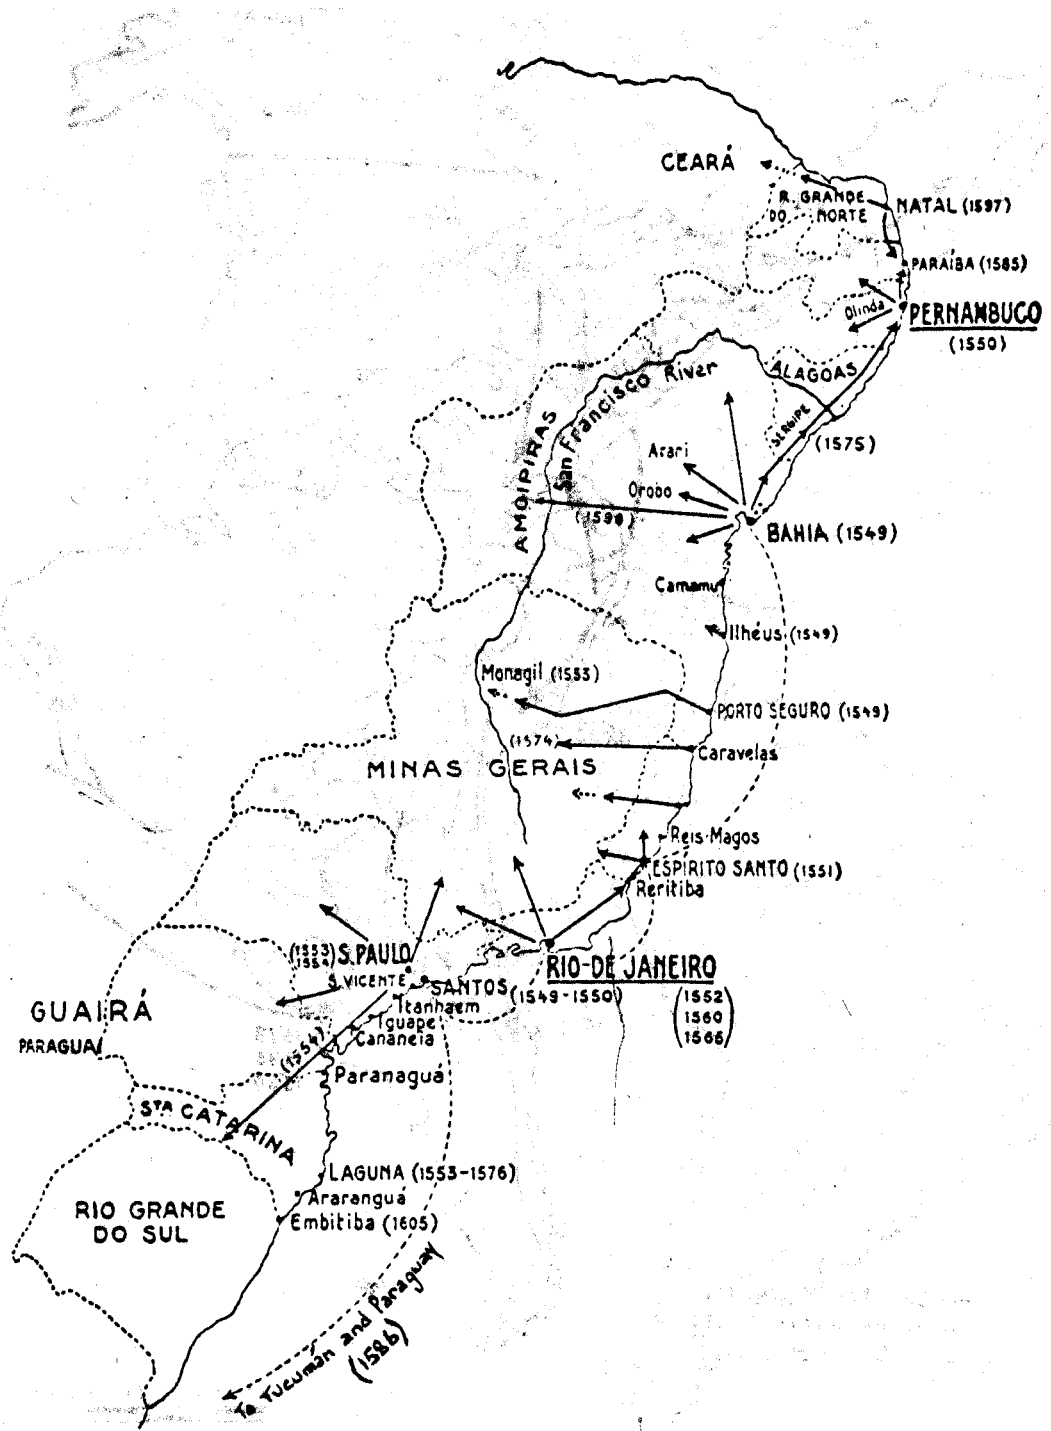 CEARÁ
R. GRANDE
DO NORTE
NATAL (1597)
PARAÍBA (1585)
Olinda
PERNAMBUCO
(1550)
ALAGOAS
San Francisco River
SERGIPE
(1575)
AMOIPIRAS
Arari
Orobo
BAHIA (1549)
Camamu
Ilhéus (1549)
Monagil (1553)
PORTO SEGURO (1549)
(1574)
Caravelas
MINAS GERAIS
Reis Magos
ESPIRITO SANTO (1551)
Reritiba
(1553
1554) S. PAULO
RIO-DE JANEIRO
S. VICENTE
SANTOS (1549-1550)
(1552
1560
1566)
Itanhaem
Iguape
Cananeia
GUAIRÁ
PARAGUAI
(1554)
Paranaguá
STA CATARINA
LAGUNA (1553-1576)
Ararangua
Embitiba (1605)
RIO GRANDE
DO SUL
To Tucumán and Paraguay
(1586)